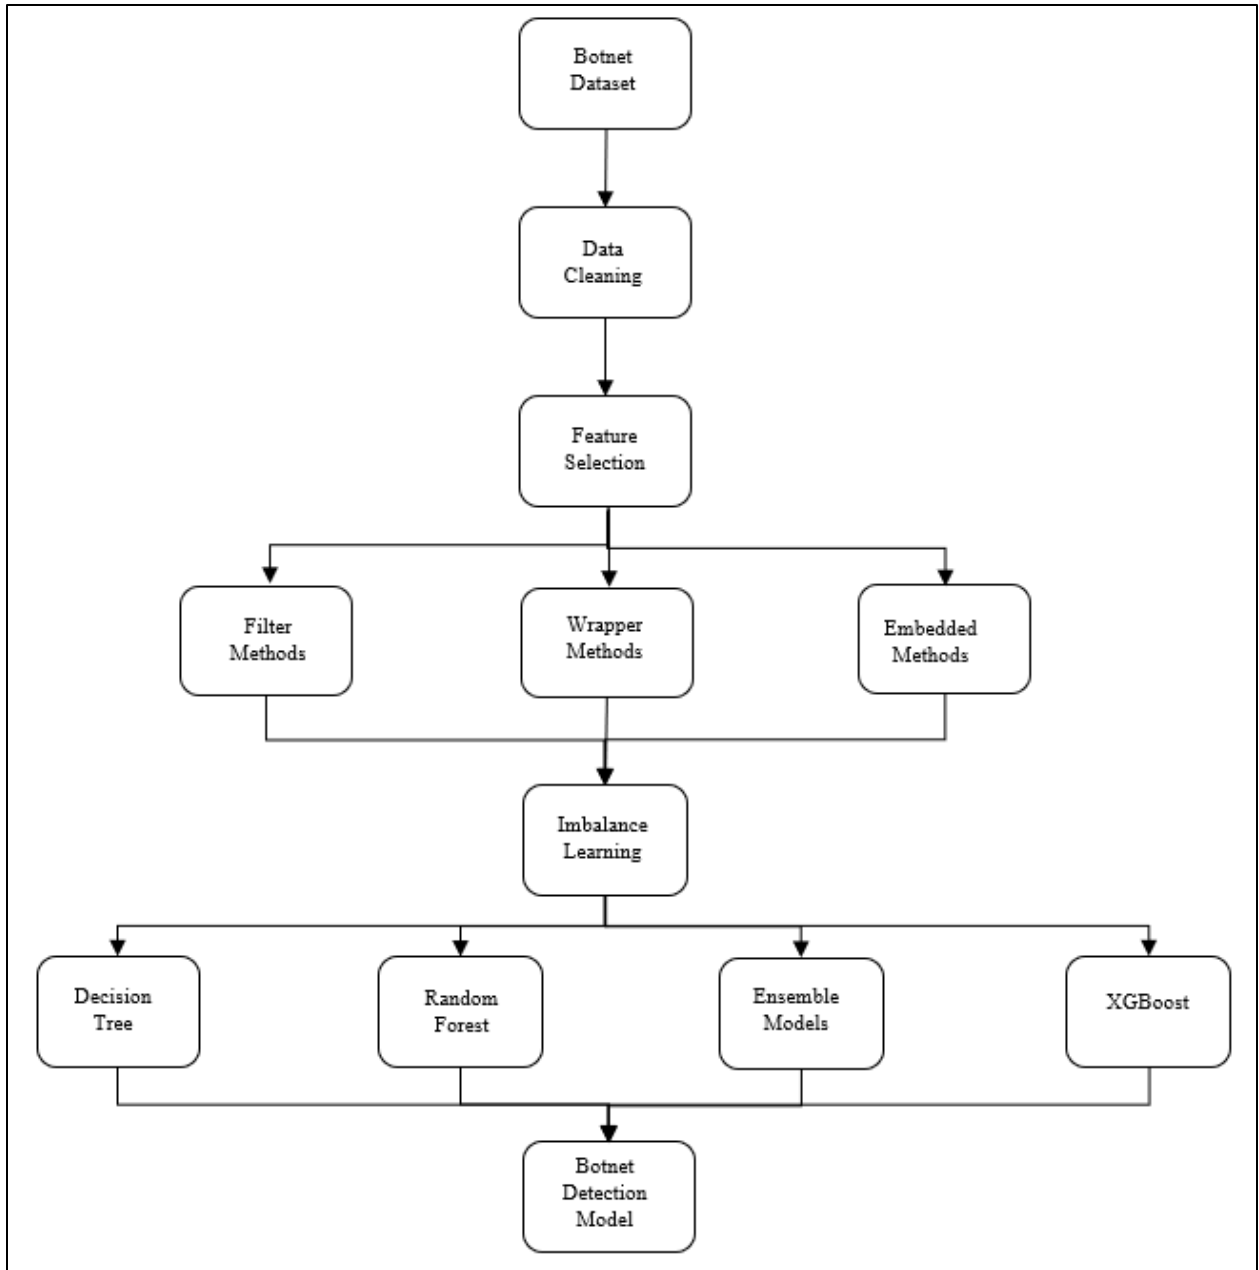 Botnet
Dataset
Data
Cleaning
Feature
Selection
Filter
Methods
Wrapper
Methods
Embedded
Methods
Imbalance
Learning
Decision
Tree
Random
Forest
Ensemble
Models
XGBoost
Botnet
Detection
Model